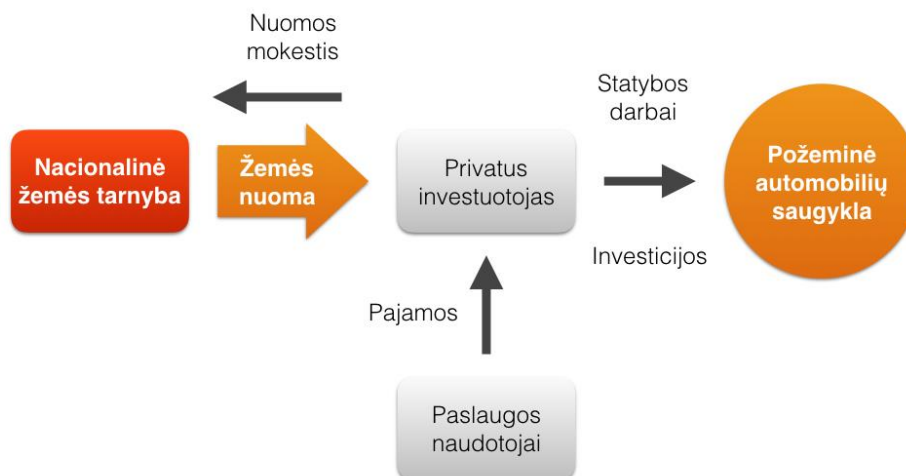 Nuomos
mokestis
Statybos
darbai
Nacionalinė
žemės tarnyba
Žemės
nuoma
Privatus
investuotojas
Požeminė
automobilių
saugykla
Investicijos
Pajamos
Paslaugos
naudotojai